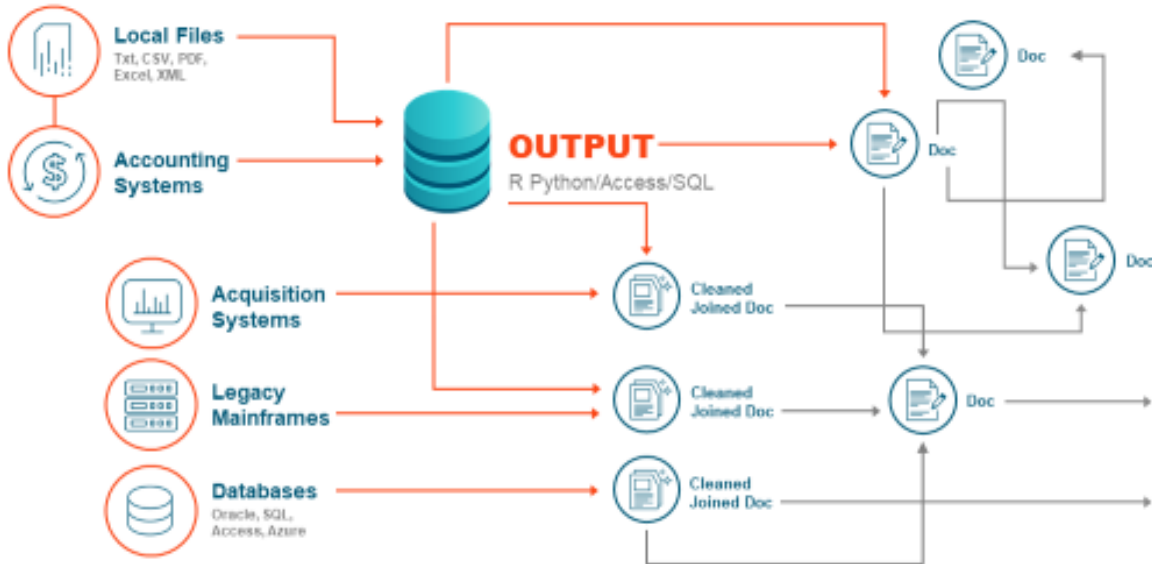 Local Files
Txt, CSV, PDF,
Excel, XML
Accounting
Systems
OUTPUT
R Python/Access/SQL
Doc
Doc
Doc
Acquisition
Systems
Cleaned
Joined Doc
Legacy
Mainframes
Cleaned
Joined Doc
Doc
Databases
Oracle, SQL,
Access, Azure
Cleaned
Joined Doc